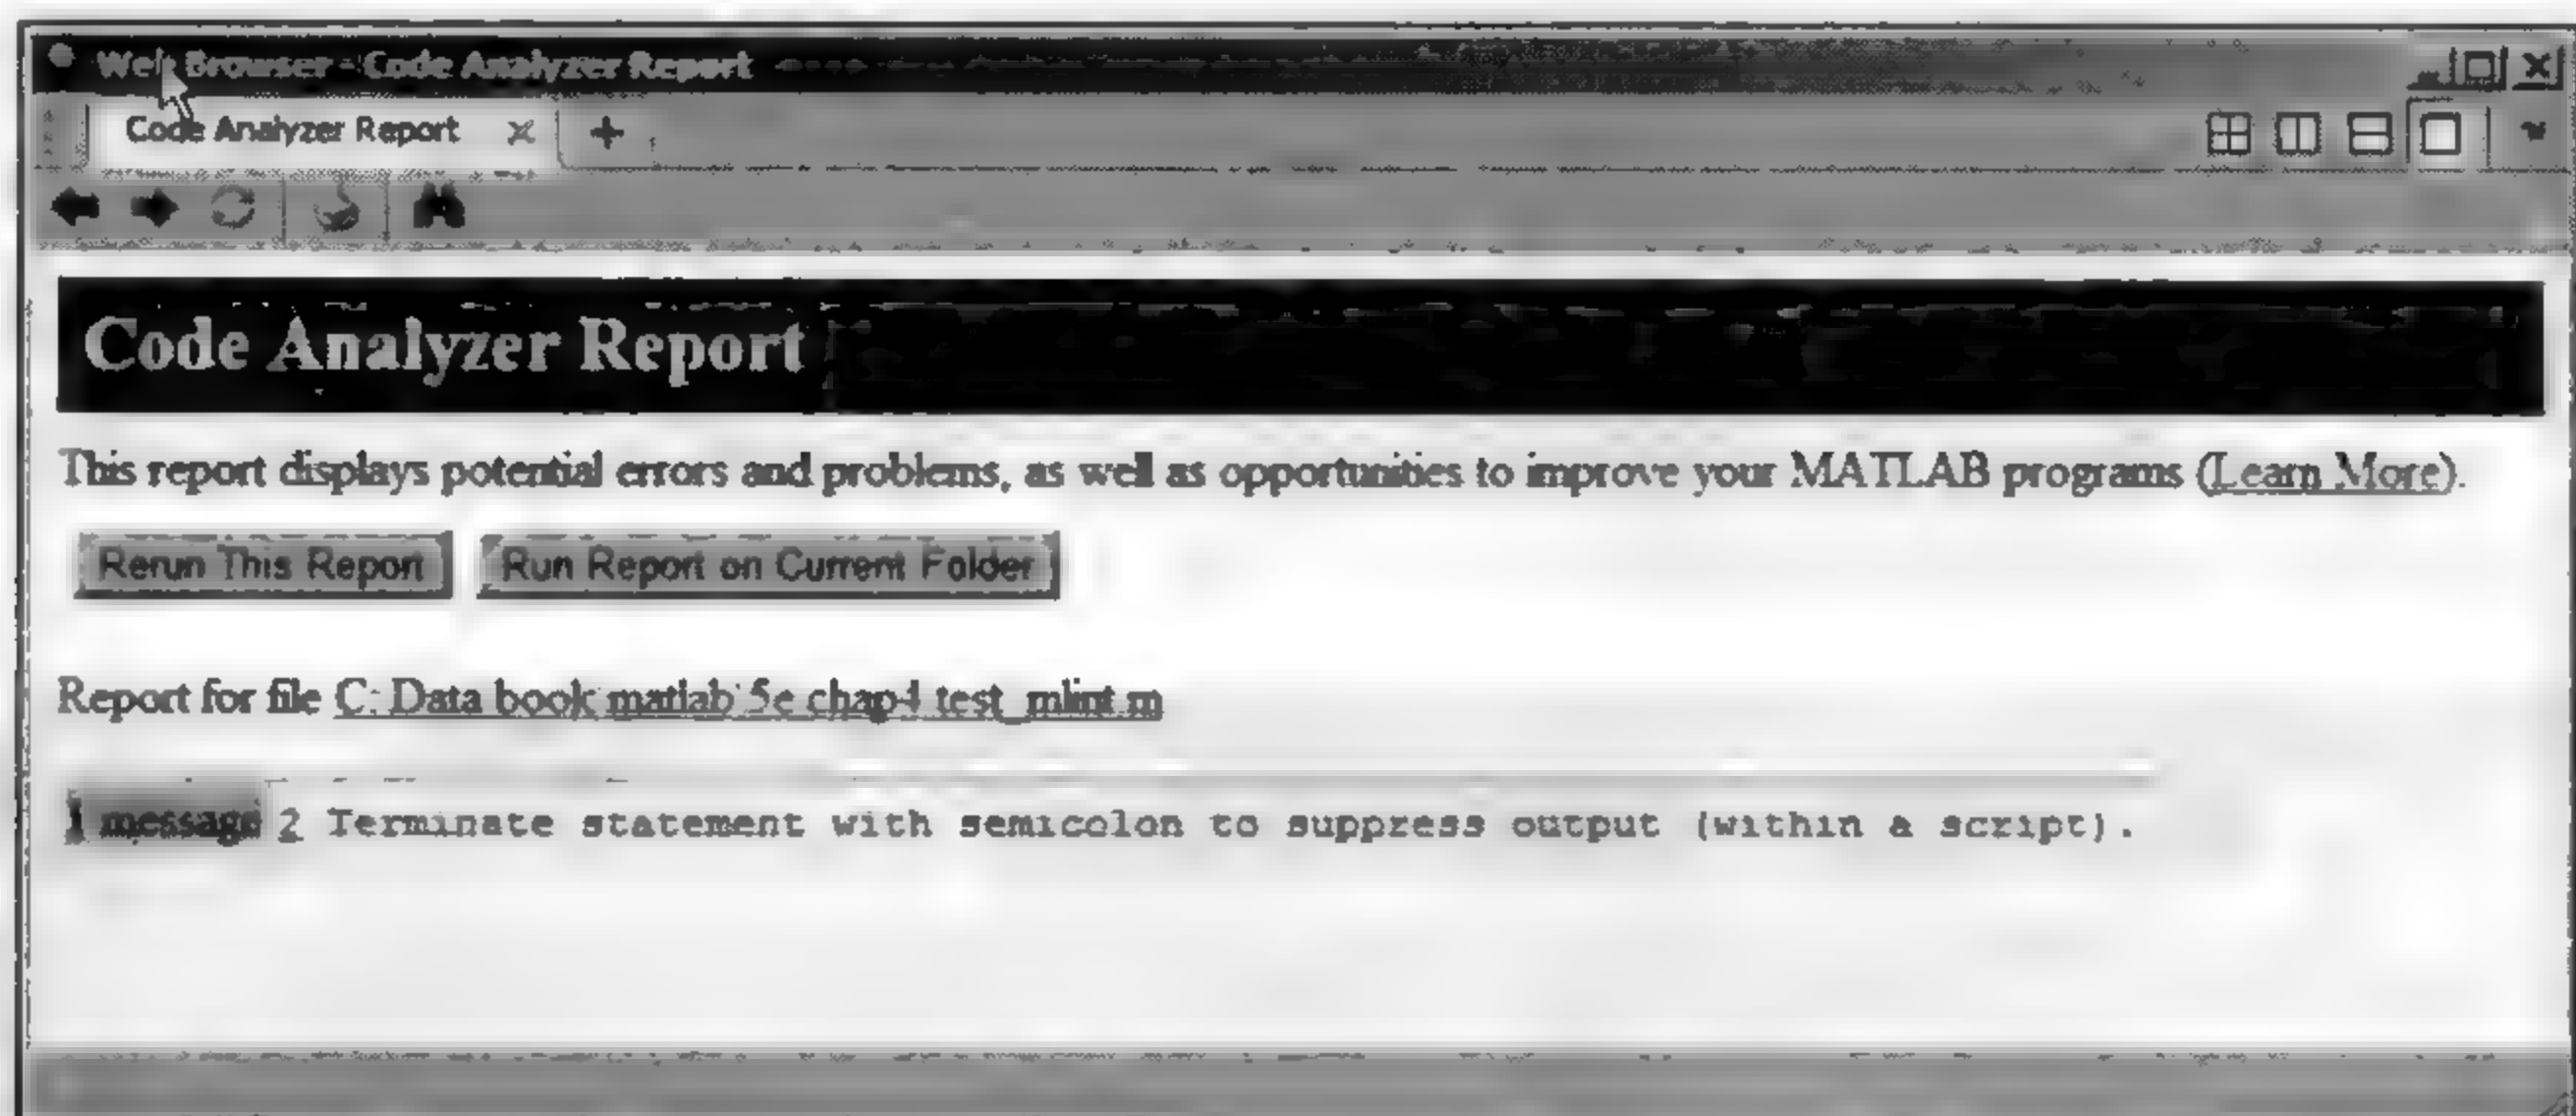 Web Browser - Code Analyzer Report
Code Analyzer Report
Code Analyzer Report
This report displays potential errors and problems, as well as opportunities to improve your MATLAB programs (Learn More).
Rerun This Report Run Report on Current Folder
Report for file C: Data book matlab 5e chap4 test_mlint.m
1 message 2 Terminate statement with semicolon to suppress output (within a script).